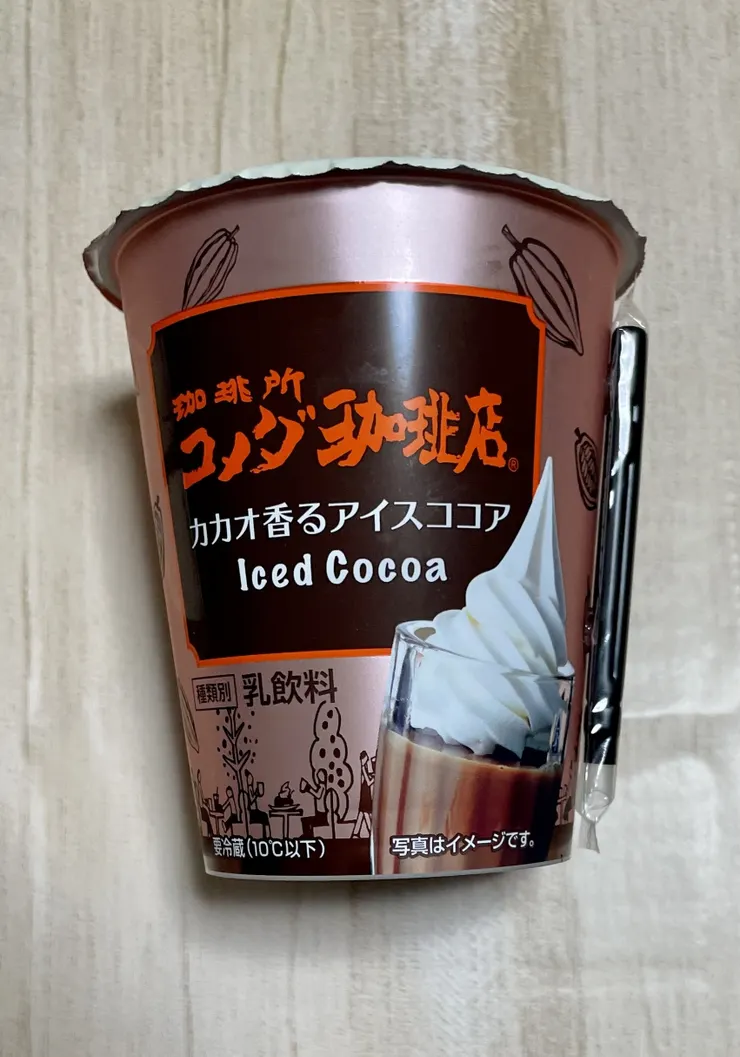 珈琲所
コメダ珈琲店®
カカオ香るアイスココア
Iced Cocoa
種類別 乳飲料
要冷蔵(10℃以下)
写真はイメージです。